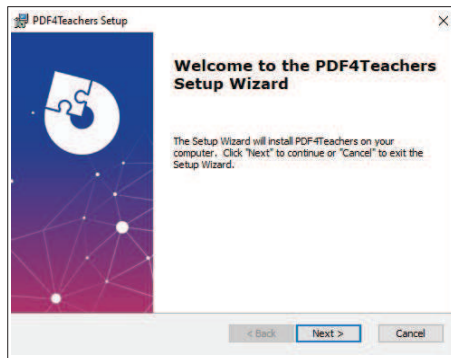 PDF4Teachers Setup
Welcome to the PDF4Teachers
Setup Wizard
The Setup Wizard will install PDF4Teachers on your
computer. Click "Next" to continue or "Cancel" to exit the
Setup Wizard.
< Back Next > Cancel